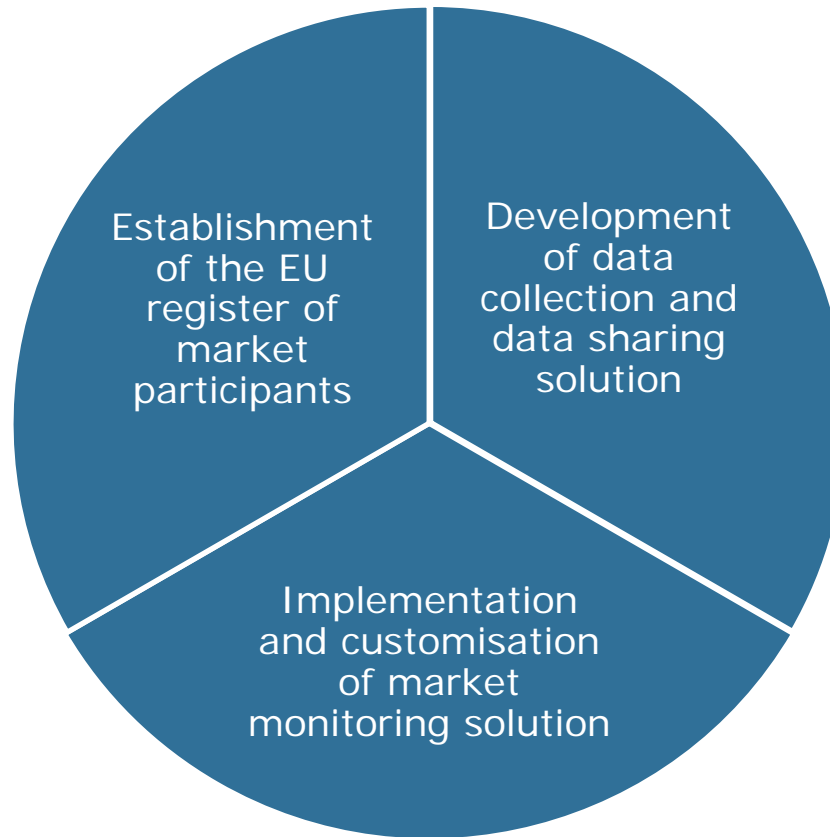 Establishment
of the EU
register of
market
participants
Development
of data
collection and
data sharing
solution
Implementation
and customisation
of market
monitoring solution